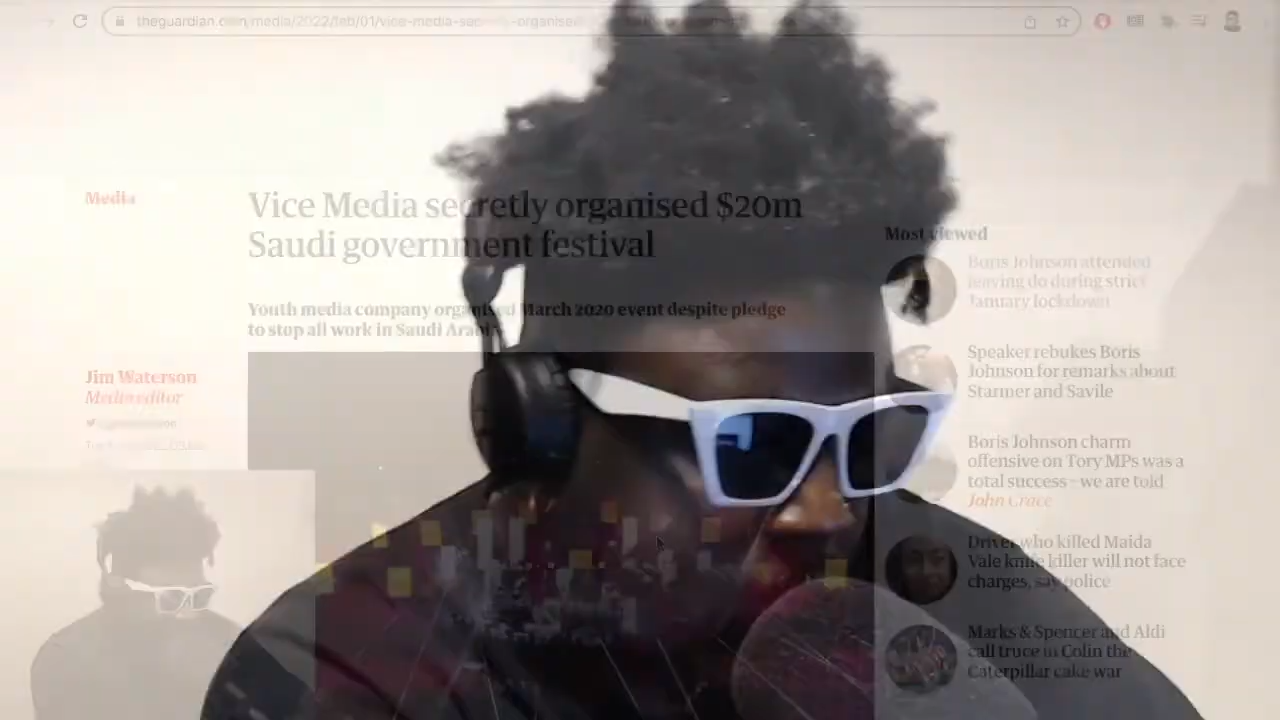 theguardian.com/media/2022/feb/01/vice-media-secretly-organised
Media
Vice Media secretly organised $20m
Saudi government festival
Youth media company organised March 2020 event despite pledge
to stop all work in Saudi Arabia
Jim Waterson
Media editor
Most viewed
Boris Johnson attended
leaving do during strict
January lockdown
Speaker rebukes Boris
Johnson for remarks about
Starmer and Savile
Boris Johnson charm
offensive on Tory MPs was a
total success – we are told
John Crace
Driver who killed Maida
Vale knife killer will not face
charges, say police
Marks & Spencer and Aldi
call truce in Colin the
Caterpillar cake war